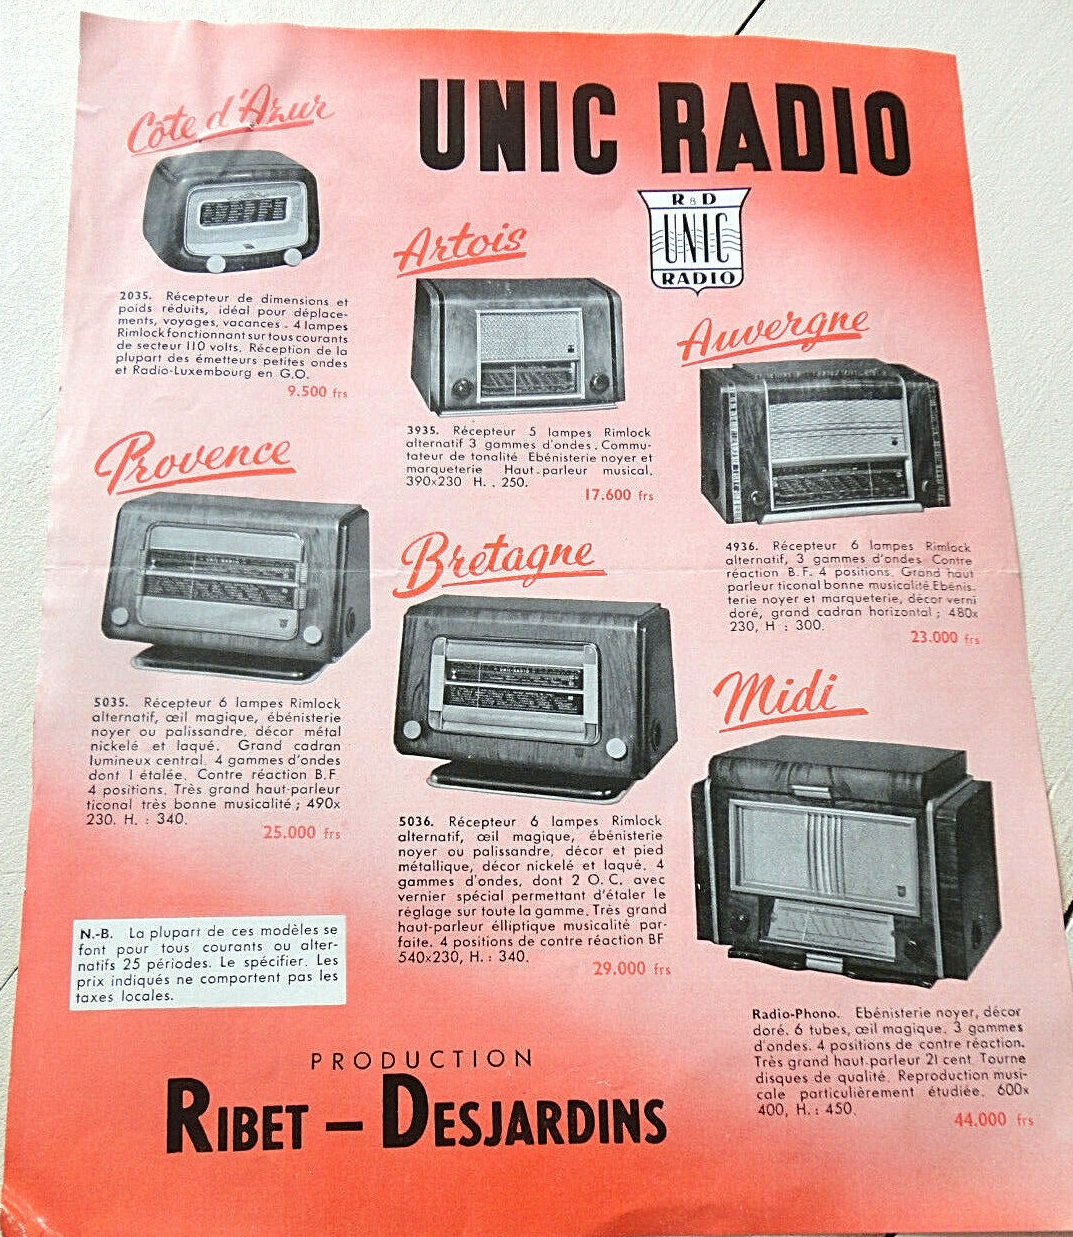 UNIC RADIO
R & D
UNIC
RADIO
Côte d'Azur
2035. Récepteur de dimensions et
poids réduits, idéal pour déplace-
ments, voyages, vacances - 4 lampes
Rimlock fonctionnant sur tous courants
de secteur 110 volts. Réception de la
plupart des émetteurs petites ondes
et Radio-Luxembourg en G.O.
9.500 frs
Artois
3935. Récepteur 5 lampes Rimlock
alternatif 3 gammes d'ondes. Commu-
tateur de tonalité Ebénisterie noyer et
marqueterie Haut-parleur musical.
390x230 H. . 250.
17.600 frs
Auvergne
4936. Récepteur 6 lampes Rimlock
alternatif, 3 gammes d'ondes Contre
réaction B.F. 4 positions. Grand haut
parleur ticonal bonne musicalité Ebénis-
terie noyer et marqueterie, décor verni
doré, grand cadran horizontal ; 480x
230, H : 300.
23.000 frs
Provence
5035. Récepteur 6 lampes Rimlock
alternatif, œil magique, ébénisterie
noyer ou palissandre, décor métal
nickelé et laqué. Grand cadran
lumineux central. 4 gammes d'ondes
dont 1 étalée. Contre réaction B.F.
4 positions. Très grand haut-parleur
ticonal très bonne musicalité ; 490x
230. H. : 340.
25.000 frs
Bretagne
UNIC-RADIO
5036. Récepteur 6 lampes Rimlock
alternatif, œil magique, ébénisterie
noyer ou palissandre, décor et pied
métallique, décor nickelé et laqué. 4
gammes d'ondes, dont 2 O.C. avec
vernier spécial permettant d'étaler le
réglage sur toute la gamme. Très grand
haut-parleur élliptique musicalité par-
faite. 4 positions de contre réaction BF
540x230, H. : 340.
29.000 frs
Midi
Radio-Phono. Ebénisterie noyer, décor
doré. 6 tubes, œil magique. 3 gammes
d'ondes. 4 positions de contre réaction.
Très grand haut-parleur 21 cent Tourne
disques de qualité. Reproduction musi-
cale particulièrement étudiée. 600x
400, H. : 450.
44.000 frs
N.-B. La plupart de ces modèles se
font pour tous courants ou alter-
natifs 25 périodes. Le spécifier. Les
prix indiqués ne comportent pas les
taxes locales.
PRODUCTION
RIBET – DESJARDINS